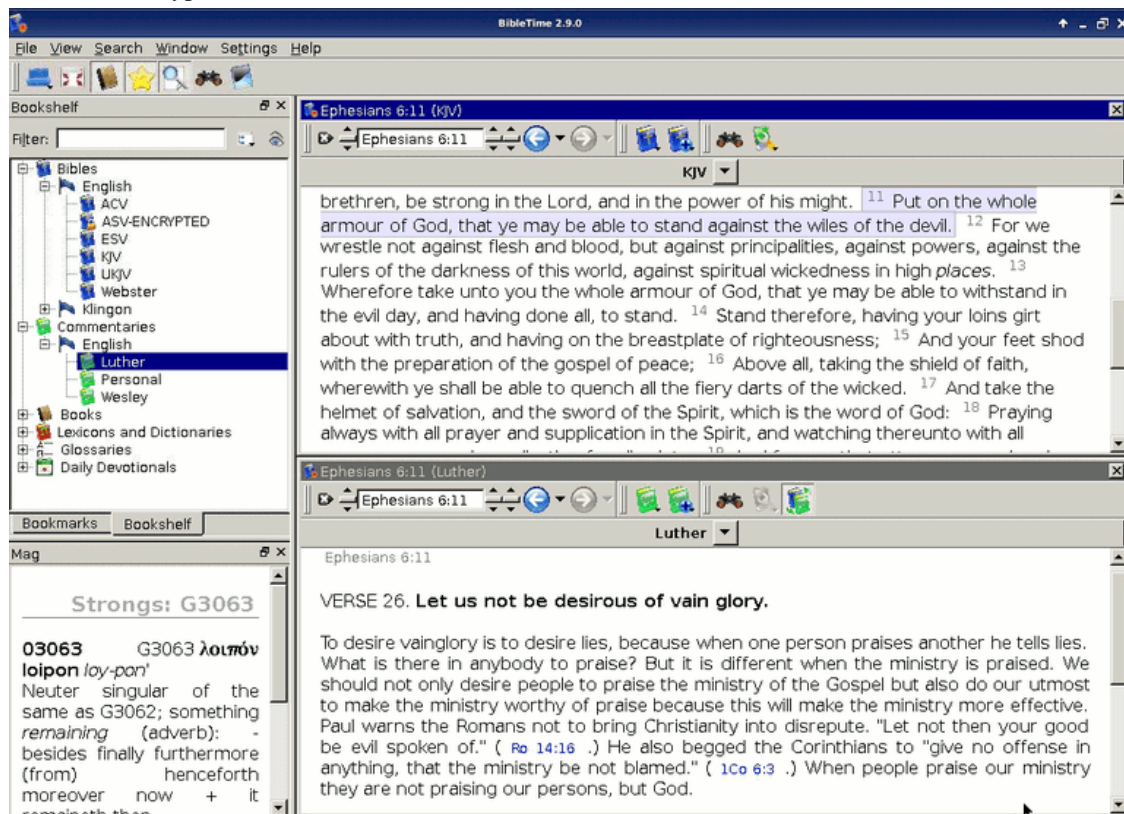 BibleTime 2.9.0
File View Search Window Settings Help
Bookshelf
Filter:
Bibles
English
ACV
ASV-ENCRYPTED
ESV
KJV
UKJV
Webster
Klingon
Commentaries
English
Luther
Personal
Wesley
Books
Lexicons and Dictionaries
Glossaries
Daily Devotionals
Bookmarks Bookshelf
Mag
Strongs: G3063
03063 G3063 λοιπόν
loipon loy-pon'
Neuter singular of the
same as G3062; something
remaining (adverb): -
besides finally furthermore
(from) henceforth
moreover now + it
remaineth then
Ephesians 6:11 (KJV)
Ephesians 6:11
KJV
brethren, be strong in the Lord, and in the power of his might. 11 Put on the whole
armour of God, that ye may be able to stand against the wiles of the devil. 12 For we
wrestle not against flesh and blood, but against principalities, against powers, against the
rulers of the darkness of this world, against spiritual wickedness in high places. 13
Wherefore take unto you the whole armour of God, that ye may be able to withstand in
the evil day, and having done all, to stand. 14 Stand therefore, having your loins girt
about with truth, and having on the breastplate of righteousness; 15 And your feet shod
with the preparation of the gospel of peace; 16 Above all, taking the shield of faith,
wherewith ye shall be able to quench all the fiery darts of the wicked. 17 And take the
helmet of salvation, and the sword of the Spirit, which is the word of God: 18 Praying
always with all prayer and supplication in the Spirit, and watching thereunto with all
Ephesians 6:11 (Luther)
Ephesians 6:11
Luther
Ephesians 6:11
VERSE 26. Let us not be desirous of vain glory.
To desire vainglory is to desire lies, because when one person praises another he tells lies.
What is there in anybody to praise? But it is different when the ministry is praised. We
should not only desire people to praise the ministry of the Gospel but also do our utmost
to make the ministry worthy of praise because this will make the ministry more effective.
Paul warns the Romans not to bring Christianity into disrepute. "Let not then your good
be evil spoken of." ( Ro 14:16 .) He also begged the Corinthians to "give no offense in
anything, that the ministry be not blamed." ( 1Co 6:3 .) When people praise our ministry
they are not praising our persons, but God.